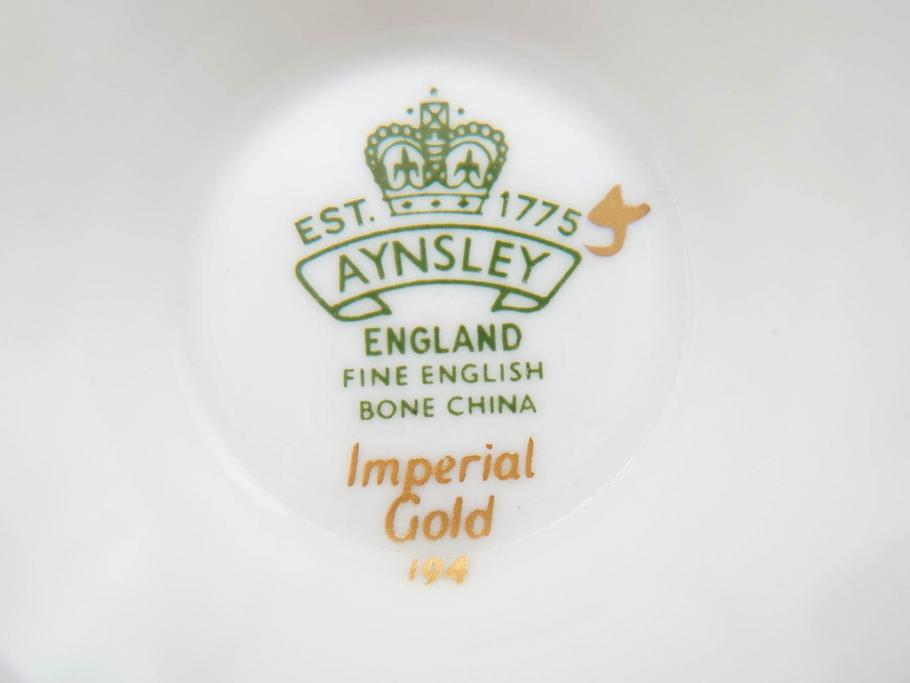 EST. 1775
AYNSLEY
ENGLAND
FINE ENGLISH
BONE CHINA
Imperial
Gold
194